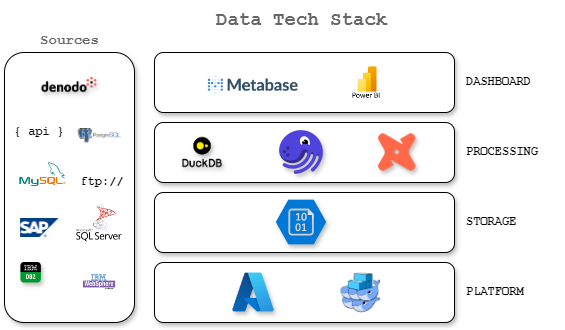 Data Tech Stack
Sources
denodo
{ api }
PostgreSQL
MySQL
ftp://
SAP
Microsoft
SQL Server
IBM
DB2
IBM
WebSphere
Metabase
Power BI
DASHBOARD
DuckDB
PROCESSING
10
01
STORAGE
PLATFORM